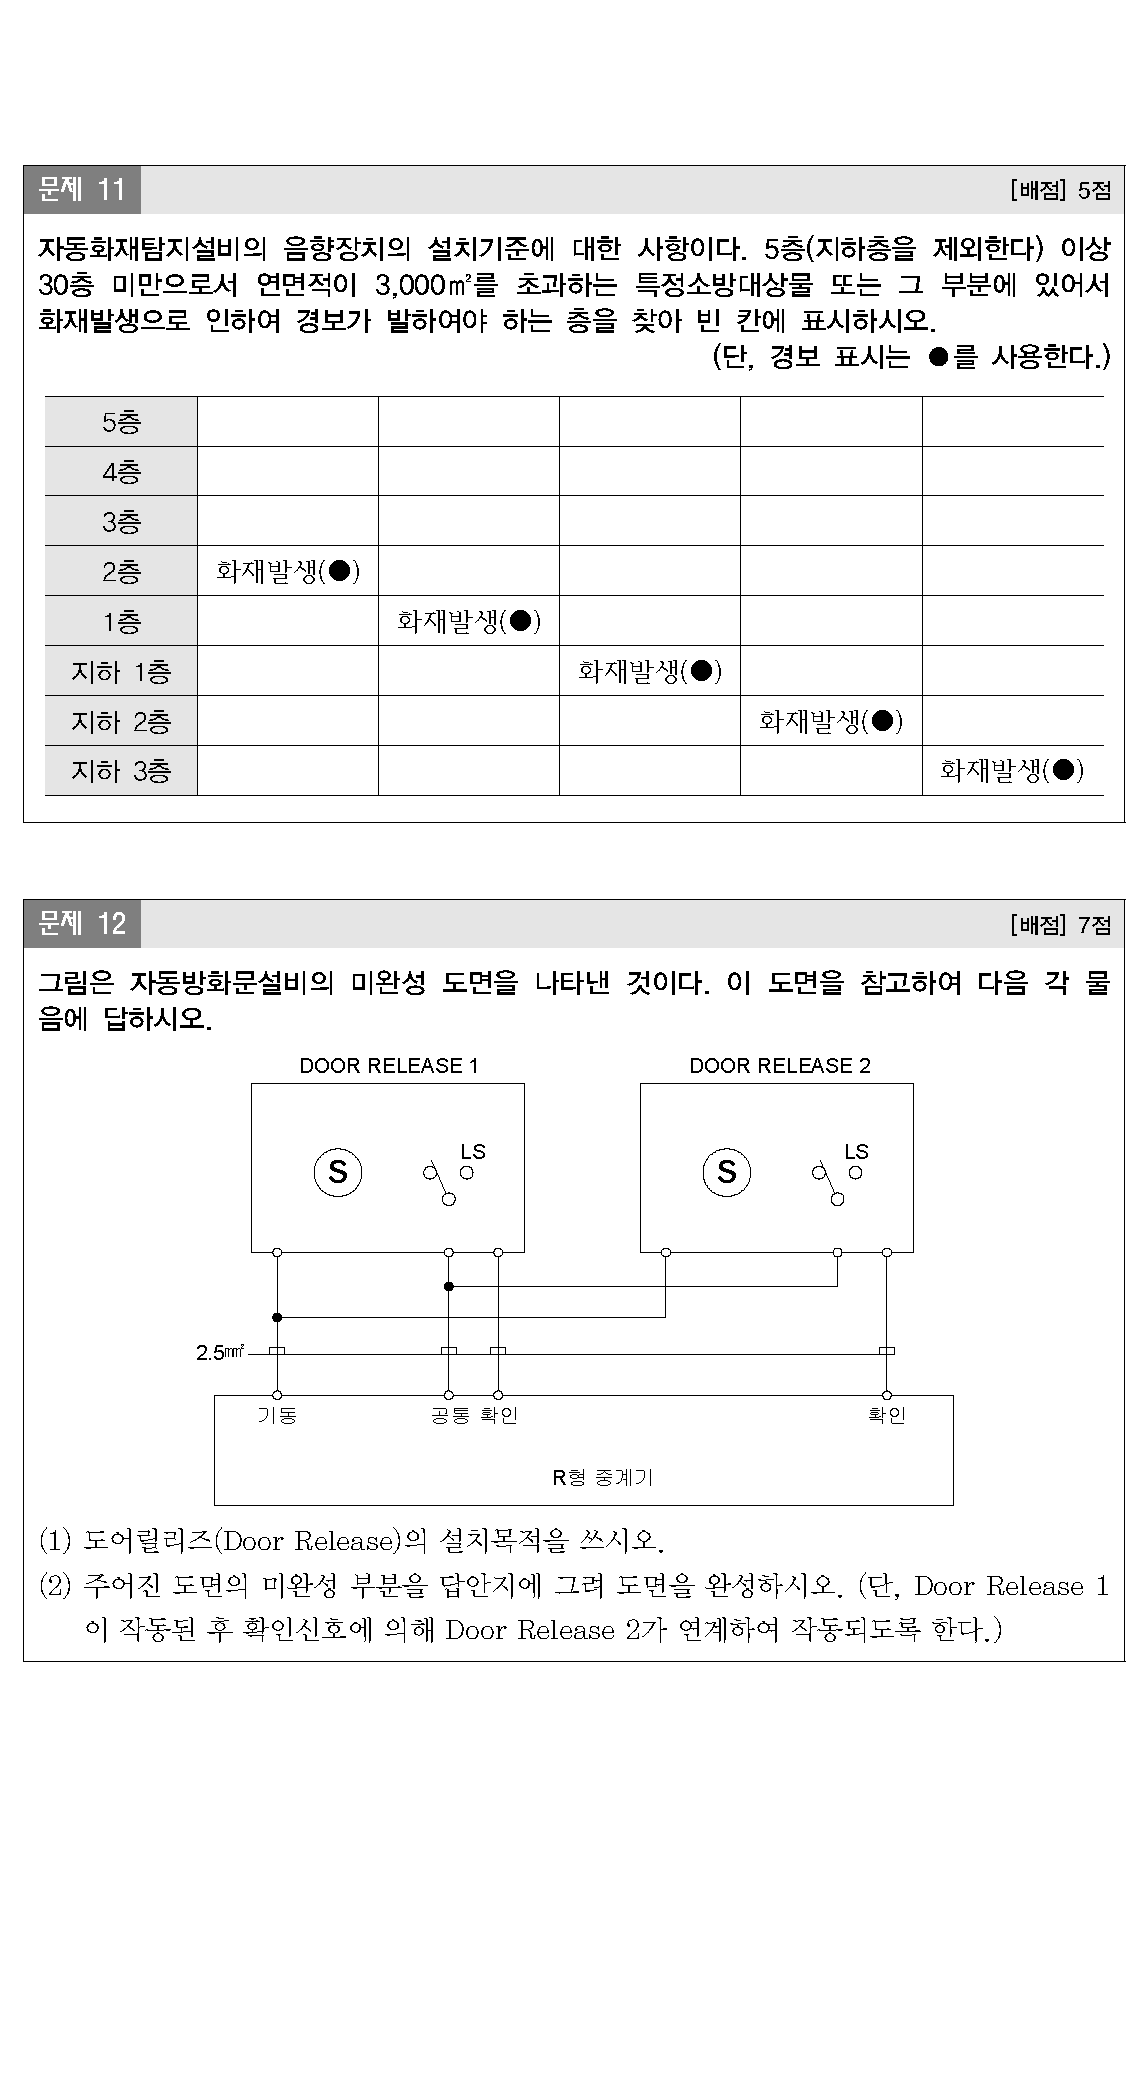 문제 11 [배점] 5점
자동화재탐지설비의 음향장치의 설치기준에 대한 사항이다. 5층(지하층을 제외한다) 이상
30층 미만으로서 연면적이 3,000㎡를 초과하는 특정소방대상물 또는 그 부분에 있어서
화재발생으로 인하여 경보가 발하여야 하는 층을 찾아 빈 칸에 표시하시오.
(단, 경보 표시는 ●를 사용한다.)
5층
4층
3층
2층 화재발생(●)
1층 화재발생(●)
지하 1층 화재발생(●)
지하 2층 화재발생(●)
지하 3층 화재발생(●)
문제 12 [배점] 7점
그림은 자동방화문설비의 미완성 도면을 나타낸 것이다. 이 도면을 참고하여 다음 각 물
음에 답하시오.
DOOR RELEASE 1 DOOR RELEASE 2
LS LS
S S
2.5㎟
기동 공통 확인 확인
R형 중계기
(1) 도어릴리즈(Door Release)의 설치목적을 쓰시오.
(2) 주어진 도면의 미완성 부분을 답안지에 그려 도면을 완성하시오. (단, Door Release 1
이 작동된 후 확인신호에 의해 Door Release 2가 연계하여 작동되도록 한다.)